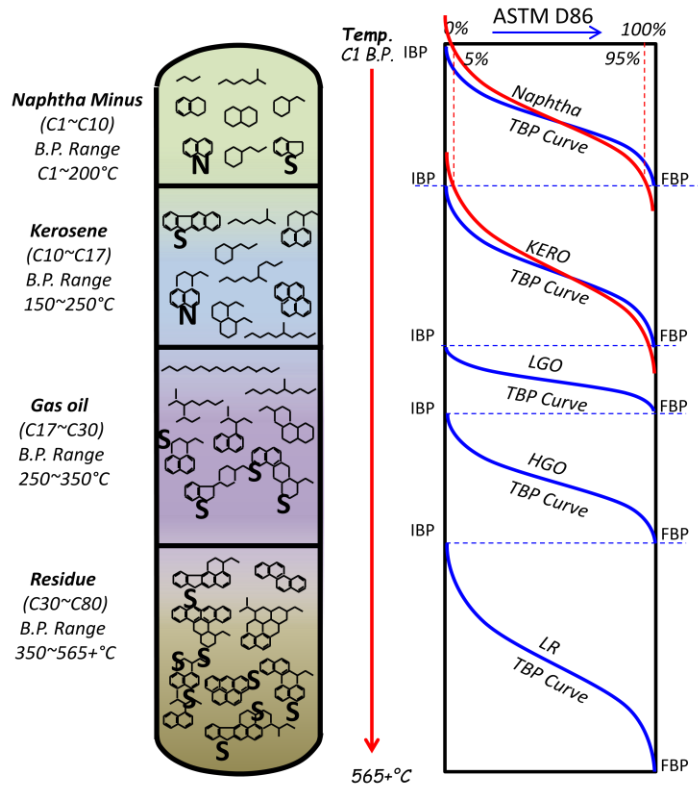 ASTM D86
0%
100%
Temp.
C1 B.P.
IBP
5%
95%
Naphtha Minus
(C1~C10)
B.P. Range
C1~200°C
N
S
Naphtha
TBP Curve
IBP
FBP
Kerosene
(C10~C17)
B.P. Range
150~250°C
S
N
KERO
TBP Curve
IBP
FBP
Gas oil
(C17~C30)
B.P. Range
250~350°C
S
S
S
S
LGO
TBP Curve
IBP
FBP
HGO
TBP Curve
IBP
FBP
Residue
(C30~C80)
B.P. Range
350~565+°C
S
S
S
S
S
S
S
S
LR
TBP Curve
FBP
565+°C